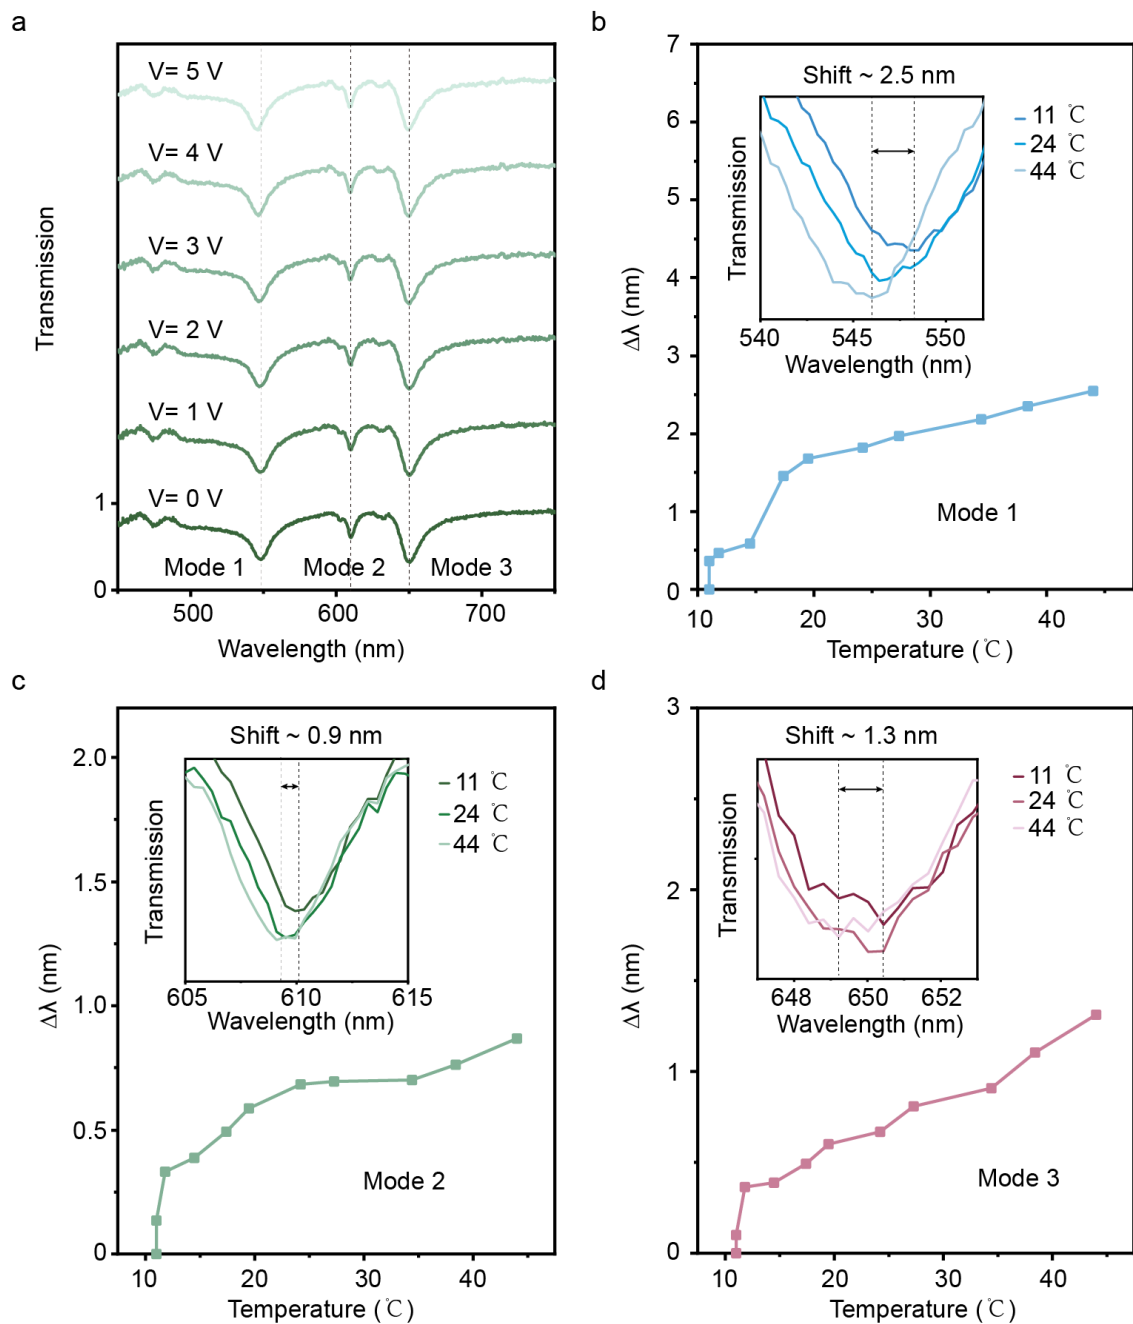 a
V= 5 V
V= 4 V
V= 3 V
V= 2 V
V= 1 V
V= 0 V
1
0
Mode 1
Mode 2
Mode 3
500
600
700
Wavelength (nm)
Transmission
b
7
6
5
4
3
2
1
0
Δλ (nm)
Shift ~ 2.5 nm
11 ℃
24 ℃
44 ℃
Transmission
540
545
550
Wavelength (nm)
Mode 1
10
20
30
40
Temperature (℃)
c
2.0
1.5
1.0
0.5
0
Δλ (nm)
Shift ~ 0.9 nm
11 ℃
24 ℃
44 ℃
Transmission
605
610
615
Wavelength (nm)
Mode 2
10
20
30
40
Temperature (℃)
d
3
2
1
0
Δλ (nm)
Shift ~ 1.3 nm
11 ℃
24 ℃
44 ℃
Transmission
648
650
652
Wavelength (nm)
Mode 3
10
20
30
40
Temperature (℃)